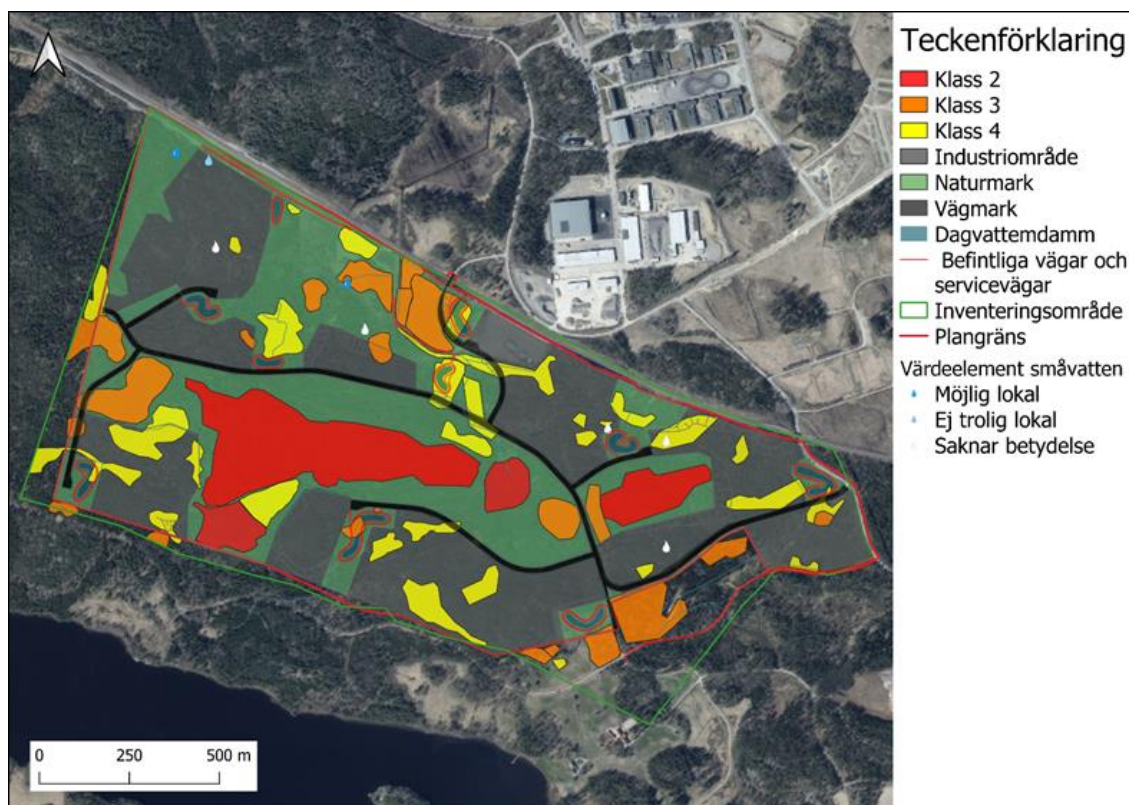 Teckenförklaring
Klass 2
Klass 3
Klass 4
Industriområde
Naturmark
Vägmark
Dagvattemdamm
Befintliga vägar och
servicevägar
Inventeringsområde
Plangräns
Värdeelement småvatten
Möjlig lokal
Ej trolig lokal
Saknar betydelse
0 250 500 m